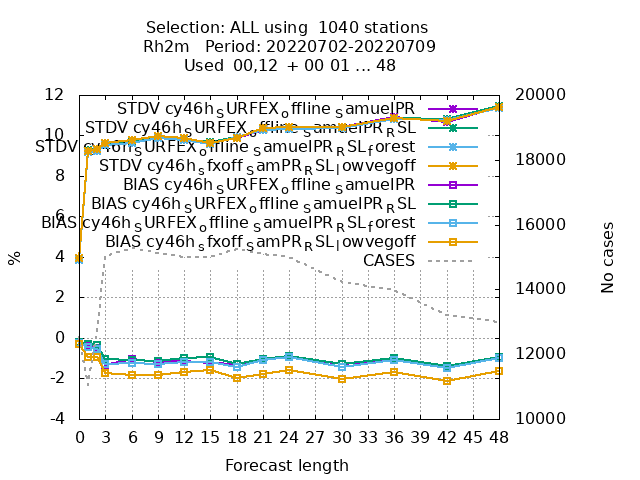 Selection: ALL using  1040 stations
Rh2m   Period: 20220702-20220709
Used  00,12  + 00 01 ... 48
12
10
8
6
4
2
0
-2
-4
%
STDV cy46h_SURFEX_offline_samuelPR
STDV cy46h_SURFEX_offline_samuelPR_RSL
STDV cy46h_SURFEX_offline_samuelPR_RSL_forest
STDV cy46h_sfxoff_samPR_RSL_lowvegoff
BIAS cy46h_SURFEX_offline_samuelPR
BIAS cy46h_SURFEX_offline_samuelPR_RSL
BIAS cy46h_SURFEX_offline_samuelPR_RSL_forest
BIAS cy46h_sfxoff_samPR_RSL_lowvegoff
CASES
20000
18000
16000
14000
12000
10000
No cases
0 3 6 9 12 15 18 21 24 27 30 33 36 39 42 45 48
Forecast length